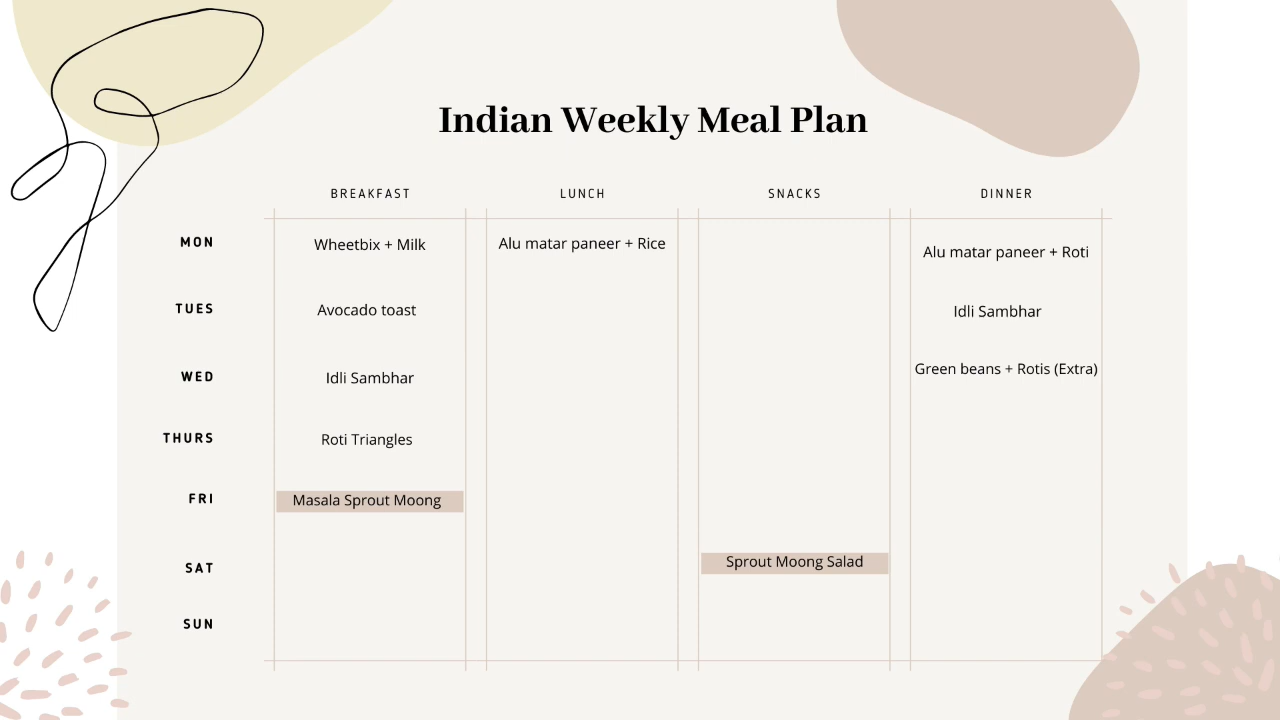 Indian Weekly Meal Plan
BREAKFAST LUNCH SNACKS DINNER
MON Wheetbix + Milk Alu matar paneer + Rice Alu matar paneer + Roti
TUES Avocado toast Idli Sambhar
WED Idli Sambhar Green beans + Rotis (Extra)
THURS Roti Triangles
FRI Masala Sprout Moong
SAT Sprout Moong Salad
SUN